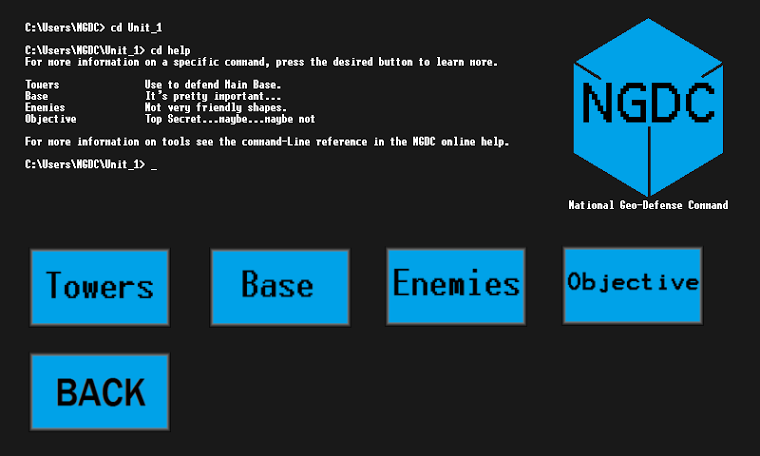 C:\Users\NGDC> cd Unit_1
C:\Users\NGDC\Unit_1> cd help
For more information on a specific command, press the desired button to learn more.
Towers Use to defend Main Base.
Base It's pretty important...
Enemies Not very friendly shapes.
Objective Top Secret...maybe...maybe not
For more information on tools see the command-Line reference in the NGDC online help.
C:\Users\NGDC\Unit_1> _
NGDC
National Geo-Defense Command
Towers
Base
Enemies
Objective
BACK